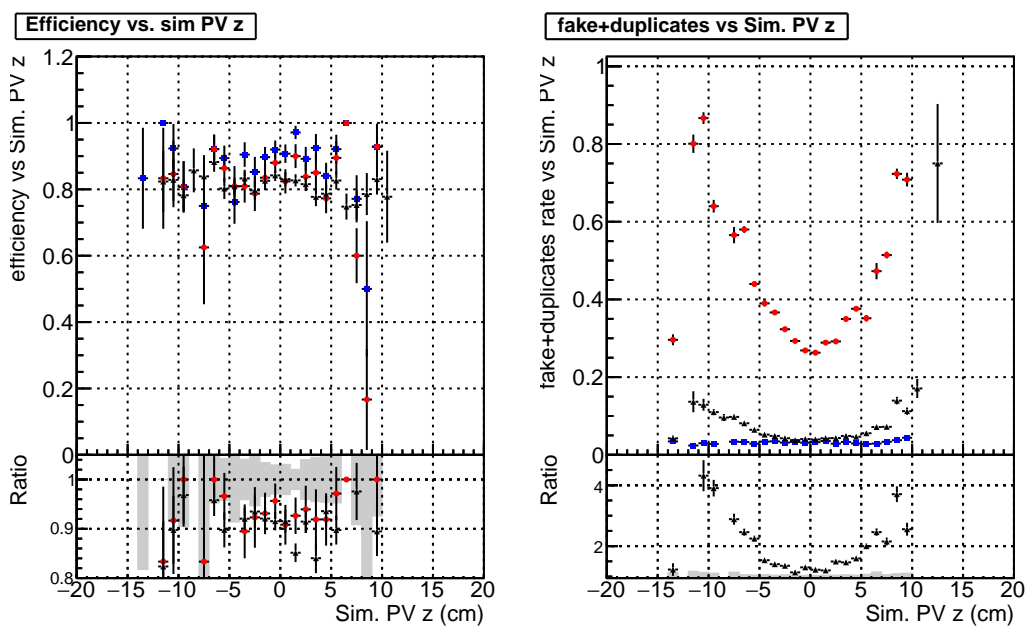 Efficiency vs. sim PV z
efficiency vs Sim. PV z
1.2
1
0.8
0.6
0.4
0.2
0
Ratio
1
0.9
0.8
−20 −15 −10 −5 0 5 10 15 20
Sim. PV z (cm)
fake+duplicates vs Sim. PV z
fake+duplicates rate vs Sim. PV z
1
0.8
0.6
0.4
0.2
0
Ratio
4
2
−20 −15 −10 −5 0 5 10 15 20
Sim. PV z (cm)